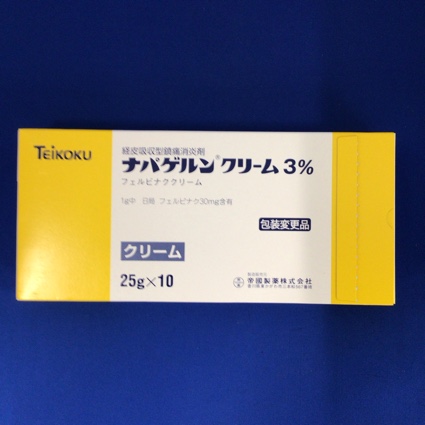 TEIKOKU
経皮吸収型鎮痛消炎剤
ナパゲルン®クリーム3%
フェルビナククリーム
1g中 日局 フェルビナク30mg含有
包装変更品
クリーム
25g×10
帝國製薬株式会社